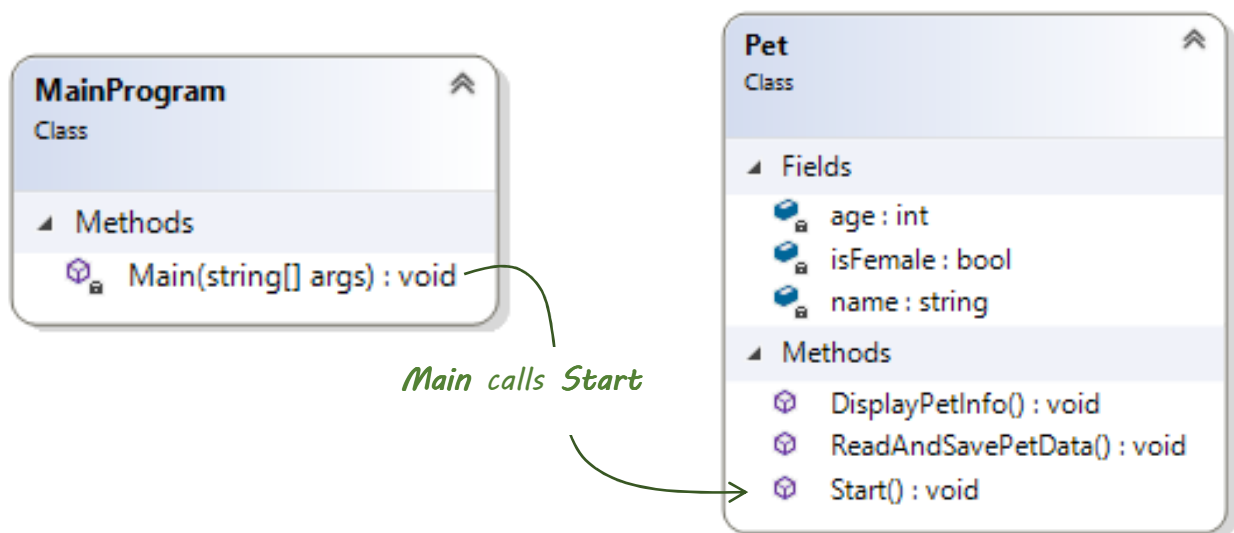 MainProgram
Class
Methods
Main(string[] args) : void
Main calls Start
Pet
Class
Fields
age : int
isFemale : bool
name : string
Methods
DisplayPetInfo() : void
ReadAndSavePetData() : void
Start() : void